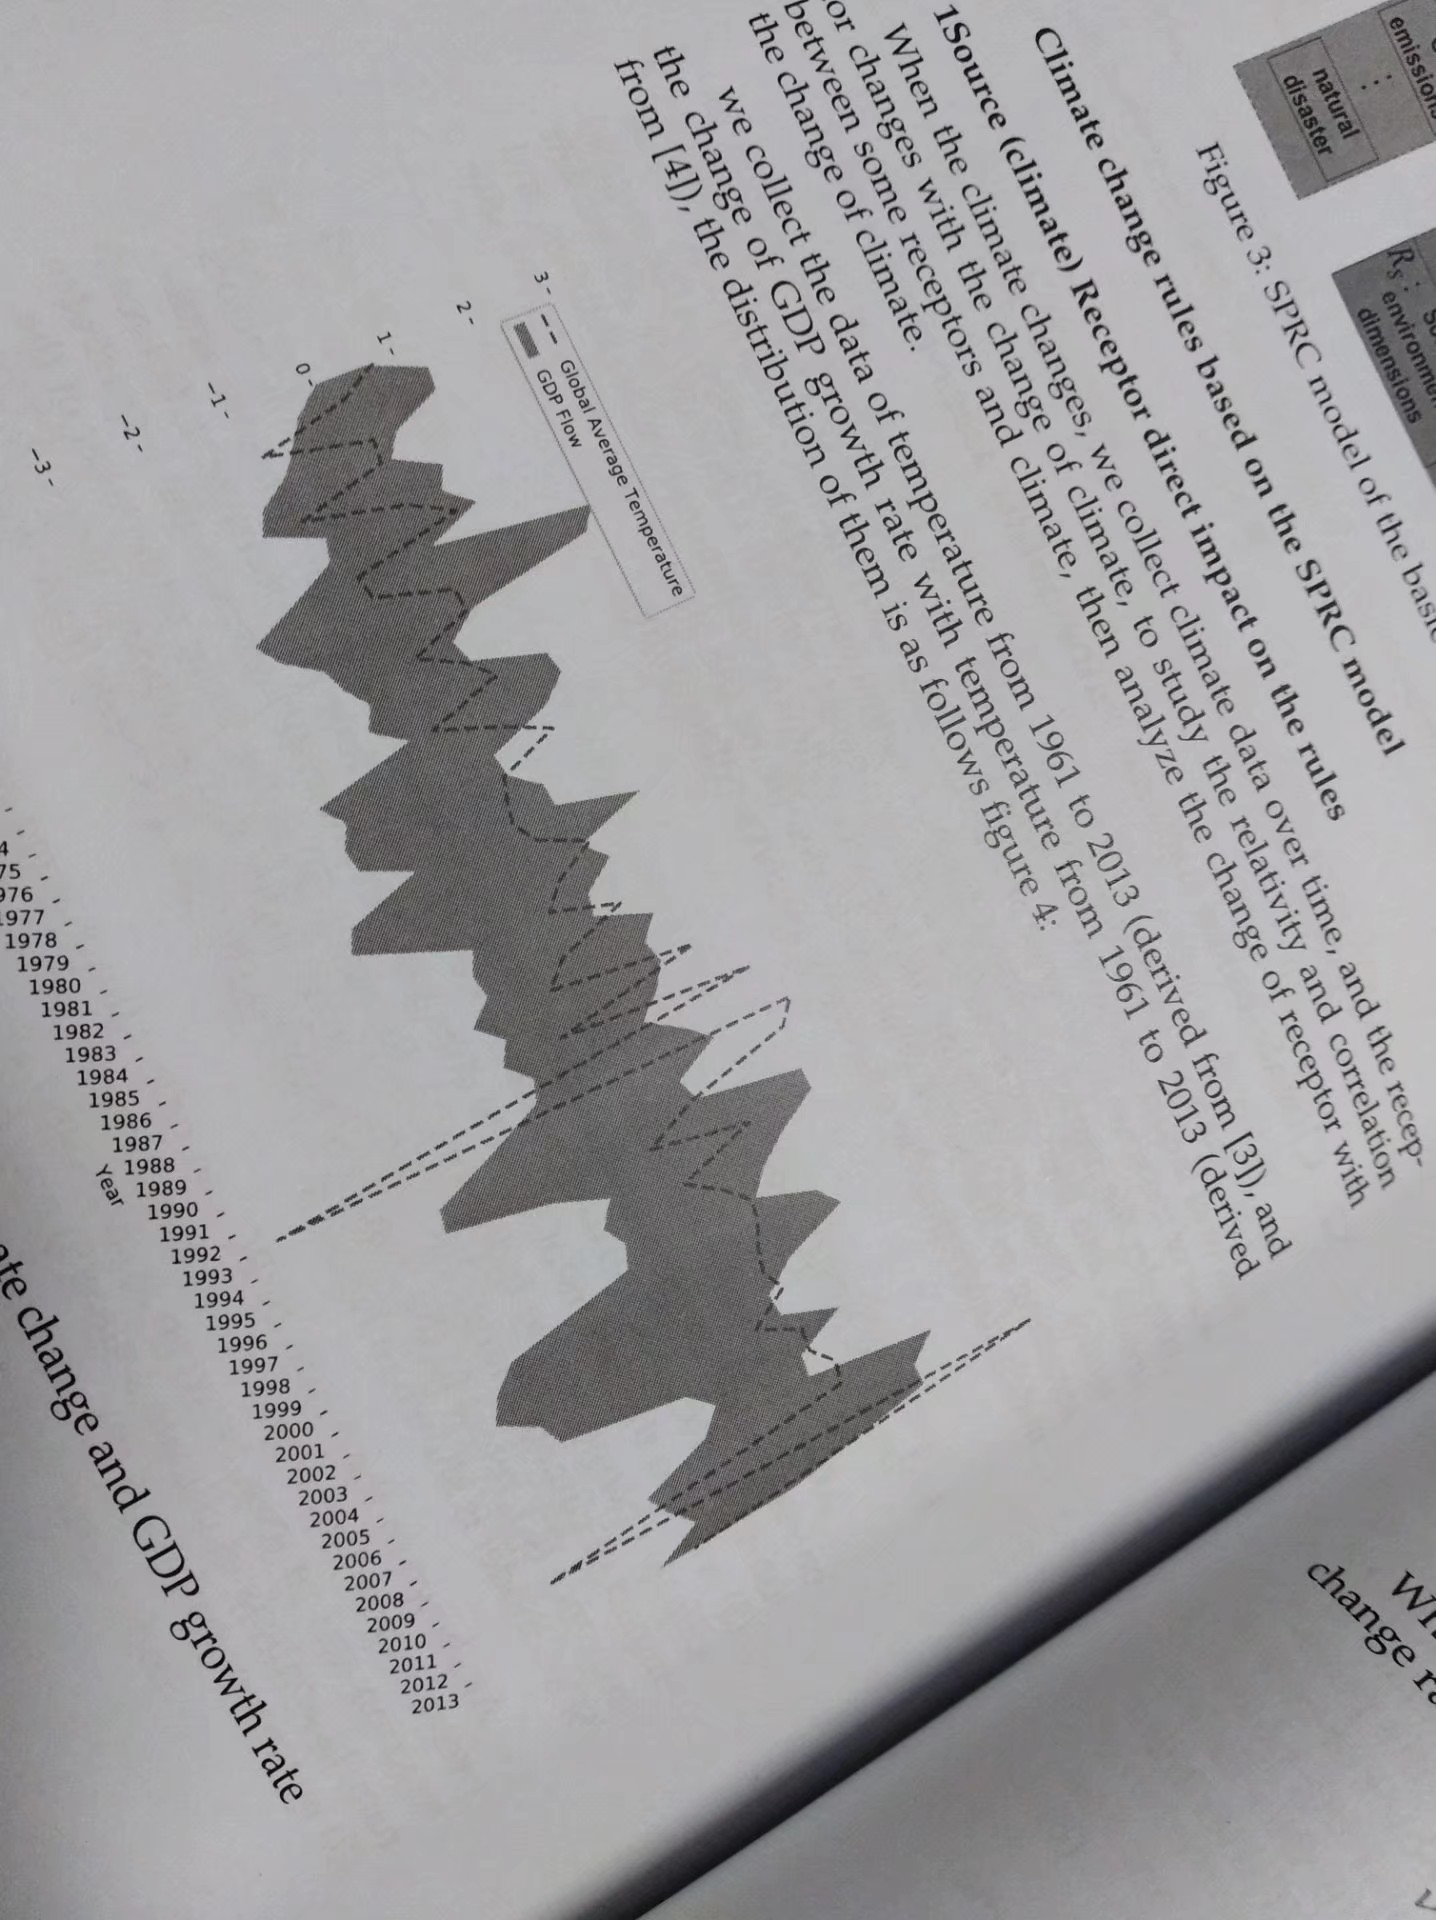 emissions
natural
disaster
R_S: environmen
dimensions
Figure 3: SPRC model of the basic
Climate change rules based on the SPRC model
1Source (climate) Receptor direct impact on the rules
When the climate changes, we collect climate data over time, and the recep-
or changes with the change of climate, to study the relativity and correlation
between some receptors and climate, then analyze the change of receptor with
the change of climate.
we collect the data of temperature from 1961 to 2013 (derived from [3]), and
the change of GDP growth rate with temperature from 1961 to 2013 (derived
from [4]), the distribution of them is as follows figure 4:
Global Average Temperature
GDP Flow
3
2
1
0
−1
−2
−3
4
75
976
1977
1978
1979
1980
1981
1982
1983
1984
1985
1986
1987
1988
1989
1990
1991
1992
1993
1994
1995
1996
1997
1998
1999
2000
2001
2002
2003
2004
2005
2006
2007
2008
2009
2010
2011
2012
2013
Year
ate change and GDP growth rate
change ra